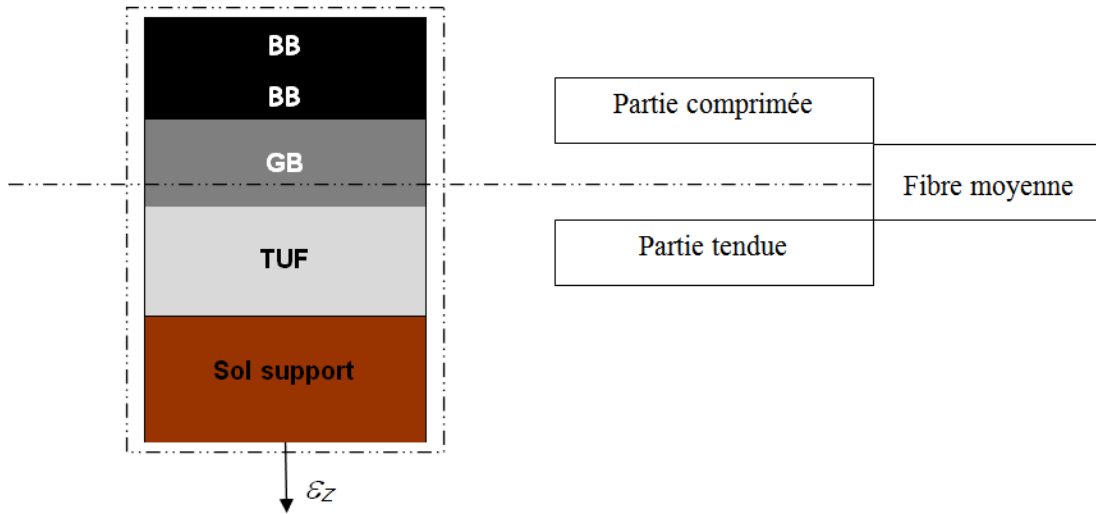 BB
BB
GB
TUF
Sol support
εZ
Partie comprimée
Fibre moyenne
Partie tendue